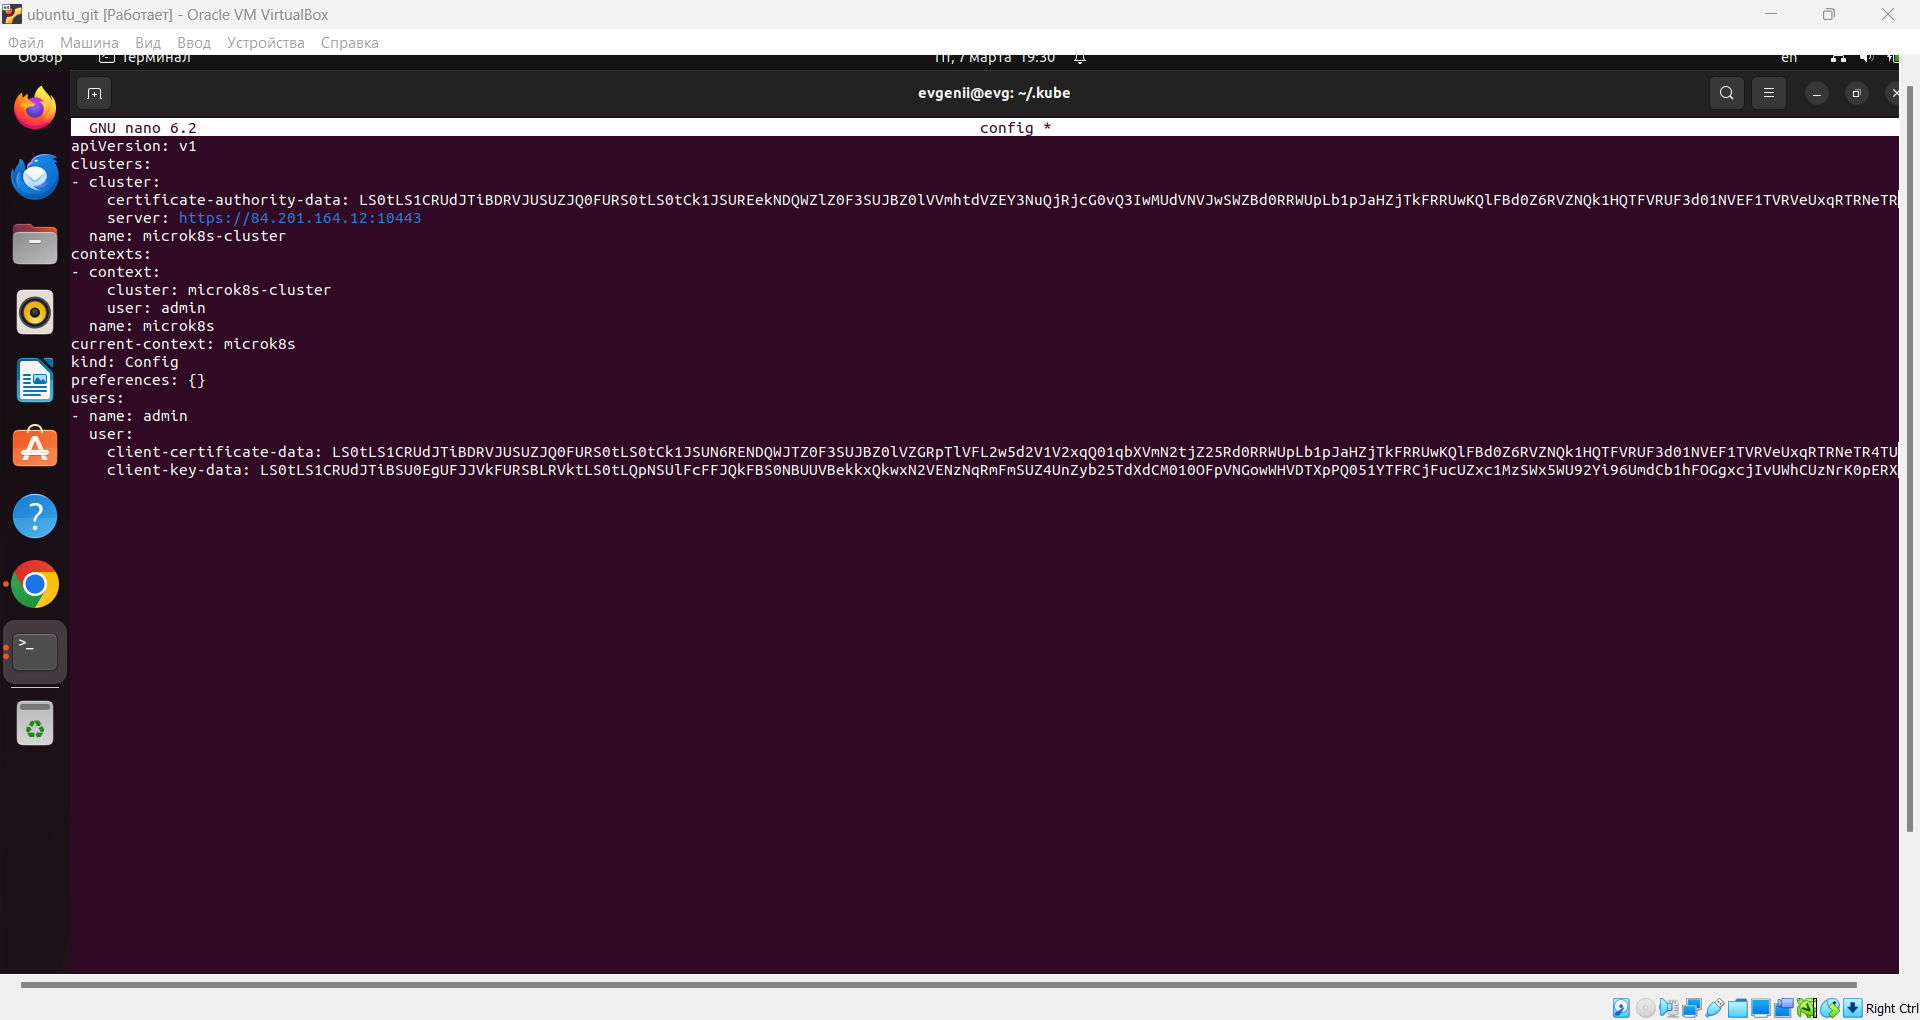 ubuntu_git [Работает] - Oracle VM VirtualBox
Файл Машина Вид Ввод Устройства Справка
Обзор Терминал Пт, 7 марта 19:30 en
evgenii@evg: ~/.kube
GNU nano 6.2 config *
apiVersion: v1
clusters:
- cluster:
certificate-authority-data:
server: https://84.201.164.12:10443
name: microk8s-cluster
contexts:
- context:
cluster: microk8s-cluster
user: admin
name: microk8s
current-context: microk8s
kind: Config
preferences: {}
users:
- name: admin
user:
client-certificate-data:
client-key-data:
Right Ctrl